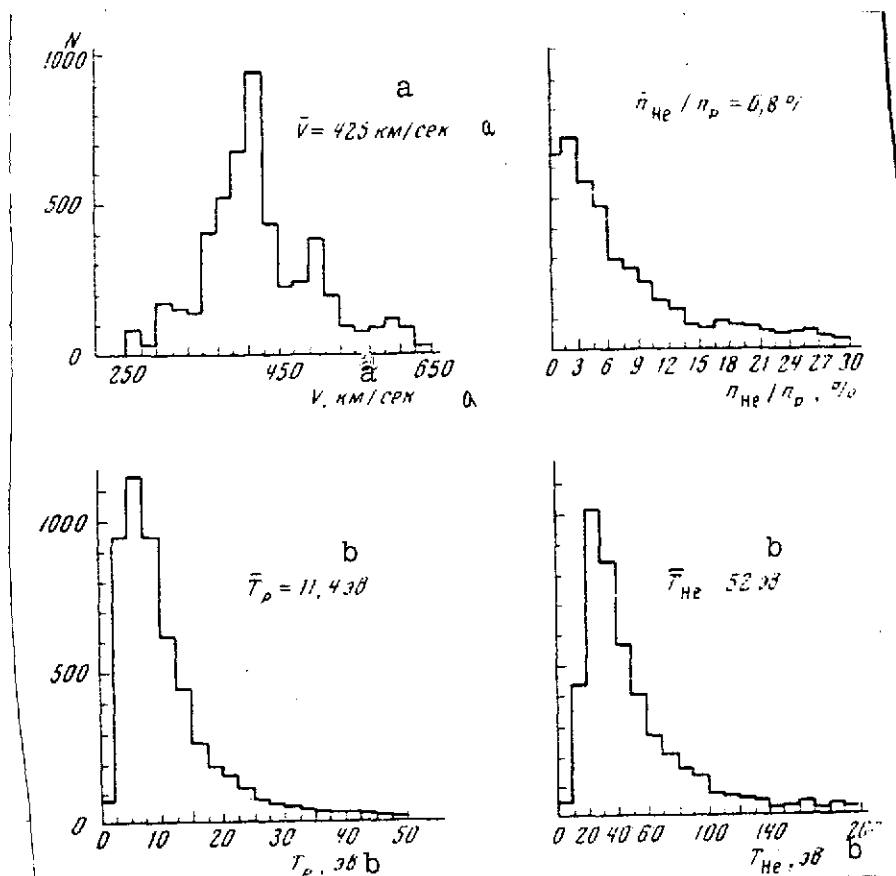 N
1000
500
0
a
V̄ = 425 км/сек a
250 450 650
a
V, км/сек a
n̄He / np = 6,8 %
0 3 6 9 12 15 18 21 24 27 30
nHe / np, %
1000
500
0
b
T̄p = 11,4 эв
0 10 20 30 40 50
Tp, эв b
b
T̄He 52 эв
0 20 40 60 100 140 200
THe, эв b